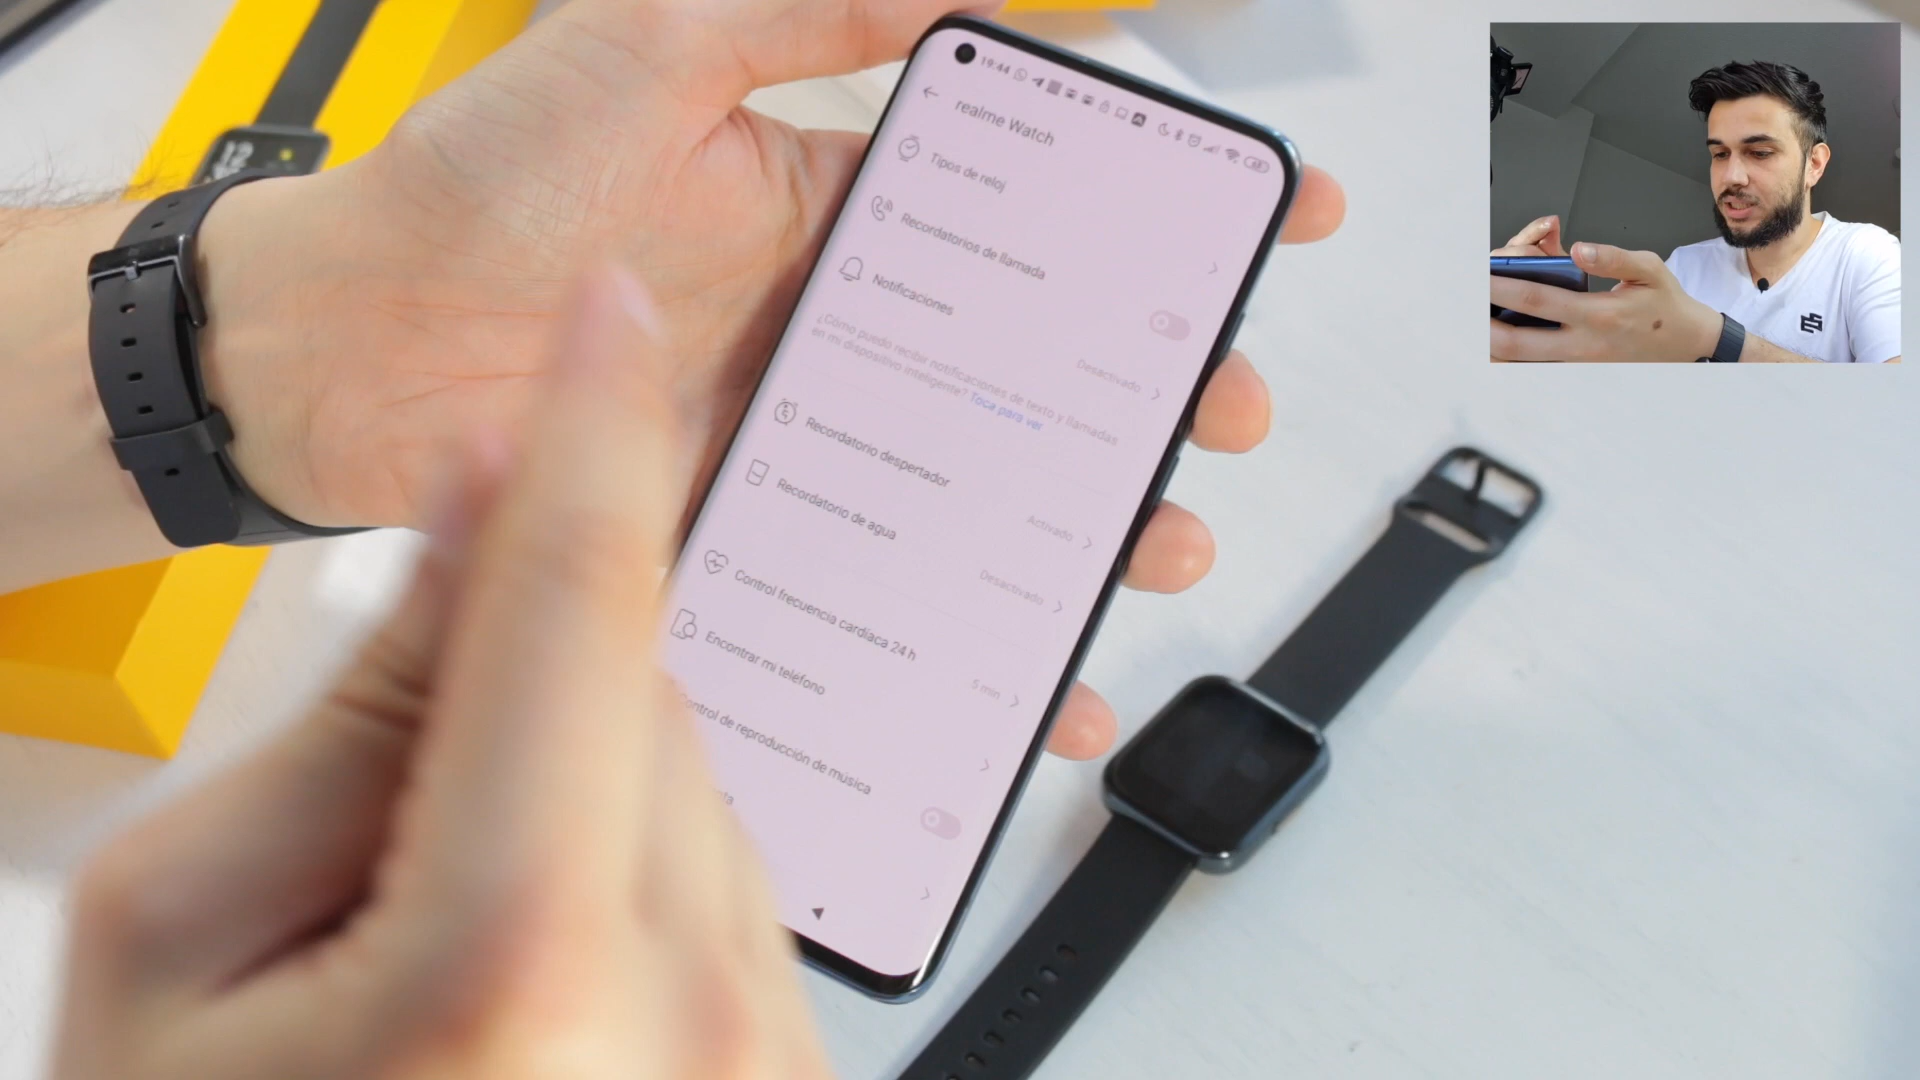 19:44
realme Watch
Tipos de reloj
Recordatorios de llamada
Notificaciones
Desactivado
¿Cómo puedo recibir notificaciones de texto y llamadas
en mi dispositivo inteligente? Toca para ver
Recordatorio despertador
Activado
Recordatorio de agua
Desactivado
Control frecuencia cardíaca 24 h
5 min
Encontrar mi teléfono
ontrol de reproducción de música
12